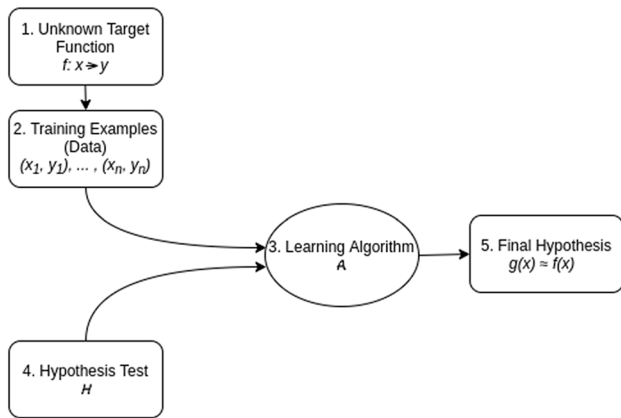 1. Unknown Target
Function
f: x➔y
2. Training Examples
(Data)
(x₁, y₁), ... , (xₙ, yₙ)
3. Learning Algorithm
A
5. Final Hypothesis
g(x) ≈ f(x)
4. Hypothesis Test
H